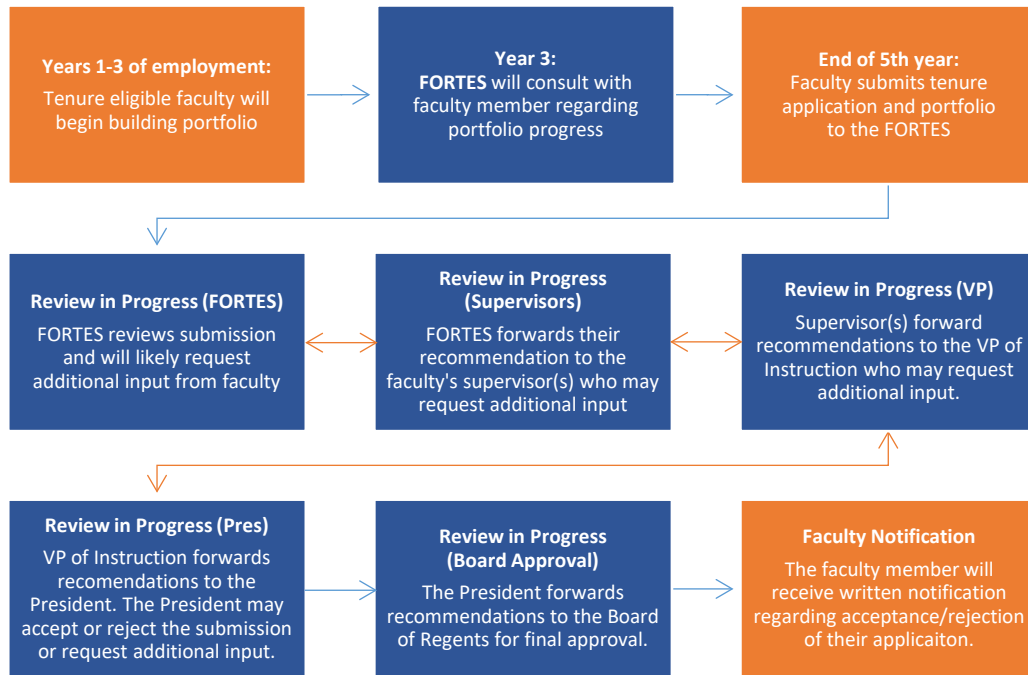 Years 1-3 of employment:
Tenure eligible faculty will
begin building portfolio
Year 3:
FORTES will consult with
faculty member regarding
portfolio progress
End of 5th year:
Faculty submits tenure
application and portfolio
to the FORTES
Review in Progress (FORTES)
FORTES reviews submission
and will likely request
additional input from faculty
Review in Progress
(Supervisors)
FORTES forwards their
recommendation to the
faculty's supervisor(s) who may
request additional input
Review in Progress (VP)
Supervisor(s) forward
recommendations to the VP of
Instruction who may request
additional input.
Review in Progress (Pres)
VP of Instruction forwards
recomendations to the
President. The President may
accept or reject the submission
or request additional input.
Review in Progress
(Board Approval)
The President forwards
recommendations to the Board
of Regents for final approval.
Faculty Notification
The faculty member will
receive written notification
regarding acceptance/rejection
of their applicaiton.